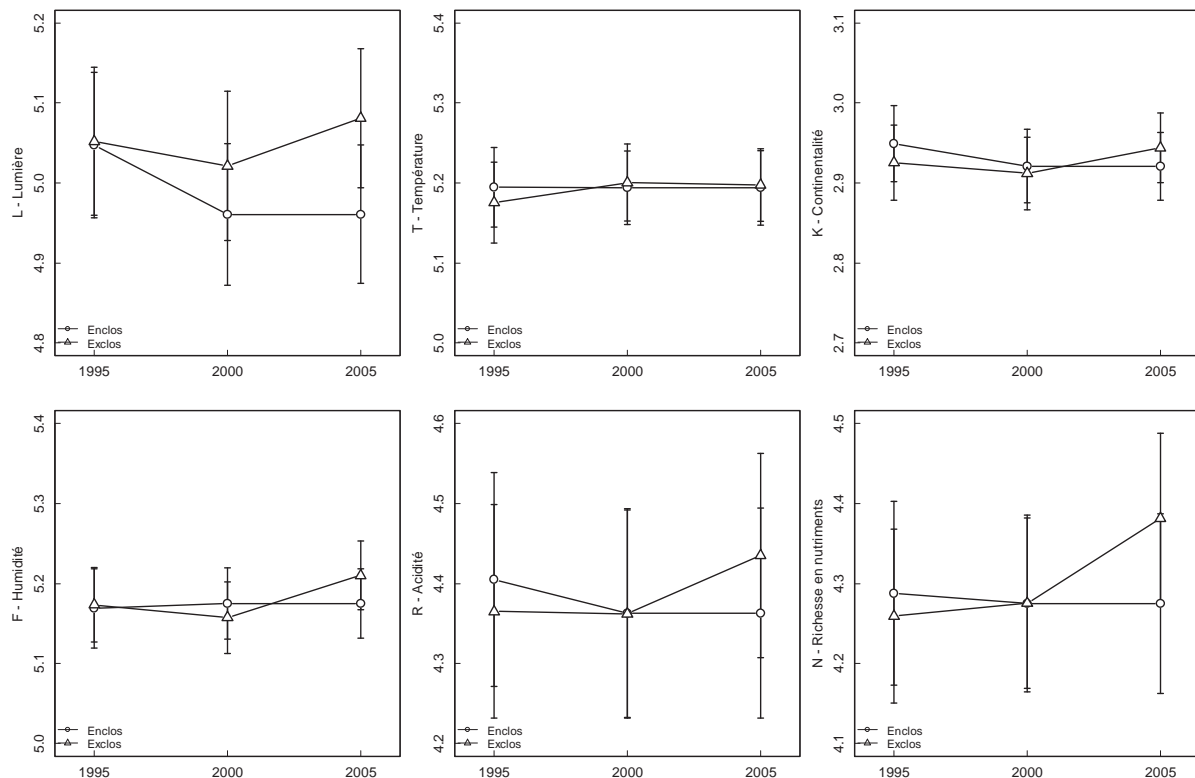 L - Lumière
5.2
5.1
5.0
4.9
4.8
Enclos
Exclos
1995 2000 2005
T - Température
5.4
5.3
5.2
5.1
5.0
Enclos
Exclos
1995 2000 2005
K - Continentalité
3.1
3.0
2.9
2.8
2.7
Enclos
Exclos
1995 2000 2005
F - Humidité
5.4
5.3
5.2
5.1
5.0
Enclos
Exclos
1995 2000 2005
R - Acidité
4.6
4.5
4.4
4.3
4.2
Enclos
Exclos
1995 2000 2005
N - Richesse en nutriments
4.5
4.4
4.3
4.2
4.1
Enclos
Exclos
1995 2000 2005